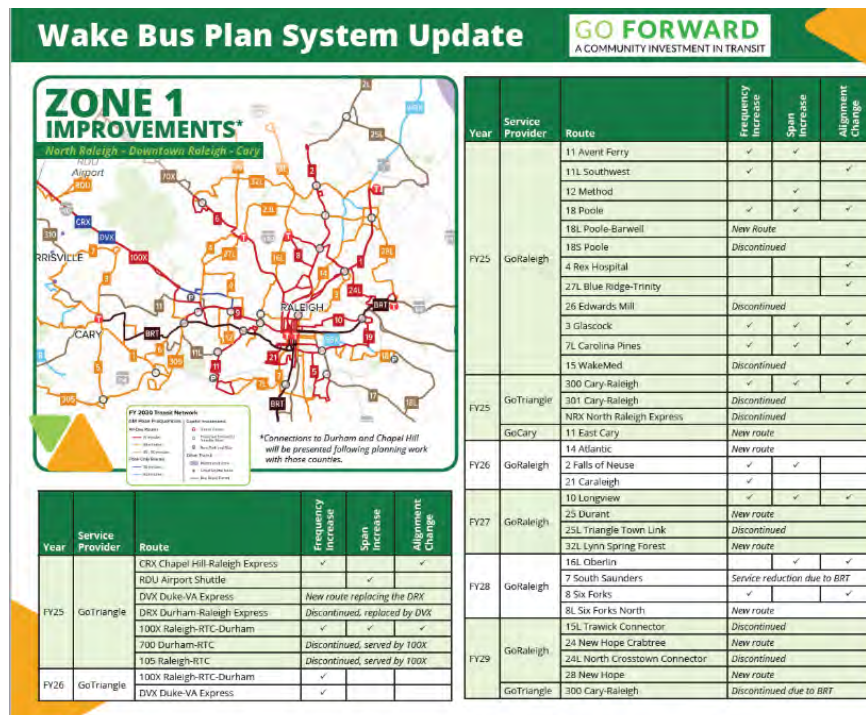 Wake Bus Plan System Update
GO FORWARD
A COMMUNITY INVESTMENT IN TRANSIT
ZONE 1
IMPROVEMENTS*
North Raleigh - Downtown Raleigh - Cary
RDU
Airport
RDU
70X
2L
25L
CRX
DVX
100X
310
CARY
RALEIGH
BRT
BRT
BRT
FY 2030 Transit Network
*Connections to Durham and Chapel Hill
will be presented following planning work
with those counties.
Year Service Provider Route Frequency Increase Span Increase Alignment Change
FY25 GoTriangle
CRX Chapel Hill-Raleigh Express ✓ ✓
RDU Airport Shuttle ✓
DVX Duke-VA Express New route replacing the DRX
DRX Durham-Raleigh Express Discontinued, replaced by DVX
100X Raleigh-RTC-Durham ✓ ✓ ✓
700 Durham-RTC Discontinued, served by 100X
105 Raleigh-RTC Discontinued, served by 100X
FY26 GoTriangle
100X Raleigh-RTC-Durham ✓
DVX Duke-VA Express ✓
Year Service Provider Route Frequency Increase Span Increase Alignment Change
FY25 GoRaleigh
11 Avent Ferry ✓ ✓
11L Southwest ✓ ✓
12 Method ✓
18 Poole ✓ ✓ ✓
18L Poole-Barwell New Route
18S Poole Discontinued
4 Rex Hospital ✓
27L Blue Ridge-Trinity ✓
26 Edwards Mill Discontinued
3 Glascock ✓ ✓ ✓
7L Carolina Pines ✓ ✓ ✓
15 WakeMed Discontinued
FY25 GoTriangle
300 Cary-Raleigh ✓ ✓ ✓
301 Cary-Raleigh Discontinued
NRX North Raleigh Express Discontinued
GoCary 11 East Cary New route
FY26 GoRaleigh
14 Atlantic New route
2 Falls of Neuse ✓ ✓
21 Caraleigh ✓
FY27 GoRaleigh
10 Longview ✓ ✓ ✓
25 Durant New route
25L Triangle Town Link Discontinued
32L Lynn Spring Forest New route
FY28 GoRaleigh
16L Oberlin ✓ ✓
7 South Saunders Service reduction due to BRT
8 Six Forks ✓ ✓
8L Six Forks North New route
FY29 GoRaleigh
15L Trawick Connector Discontinued
24 New Hope Crabtree New route
24L North Crosstown Connector Discontinued
28 New Hope New route
GoTriangle 300 Cary-Raleigh Discontinued due to BRT